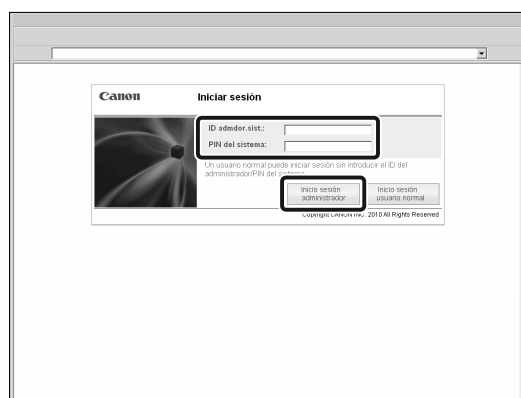 Canon
Iniciar sesión
ID admdor.sist.:
PIN del sistema:
Un usuario normal puede iniciar sesión sin introducir el ID del
administrador/PIN del sistema.
Inicio sesión
administrador
Inicio sesión
usuario normal
Copyright CANON INC. 2010 All Rights Reserved